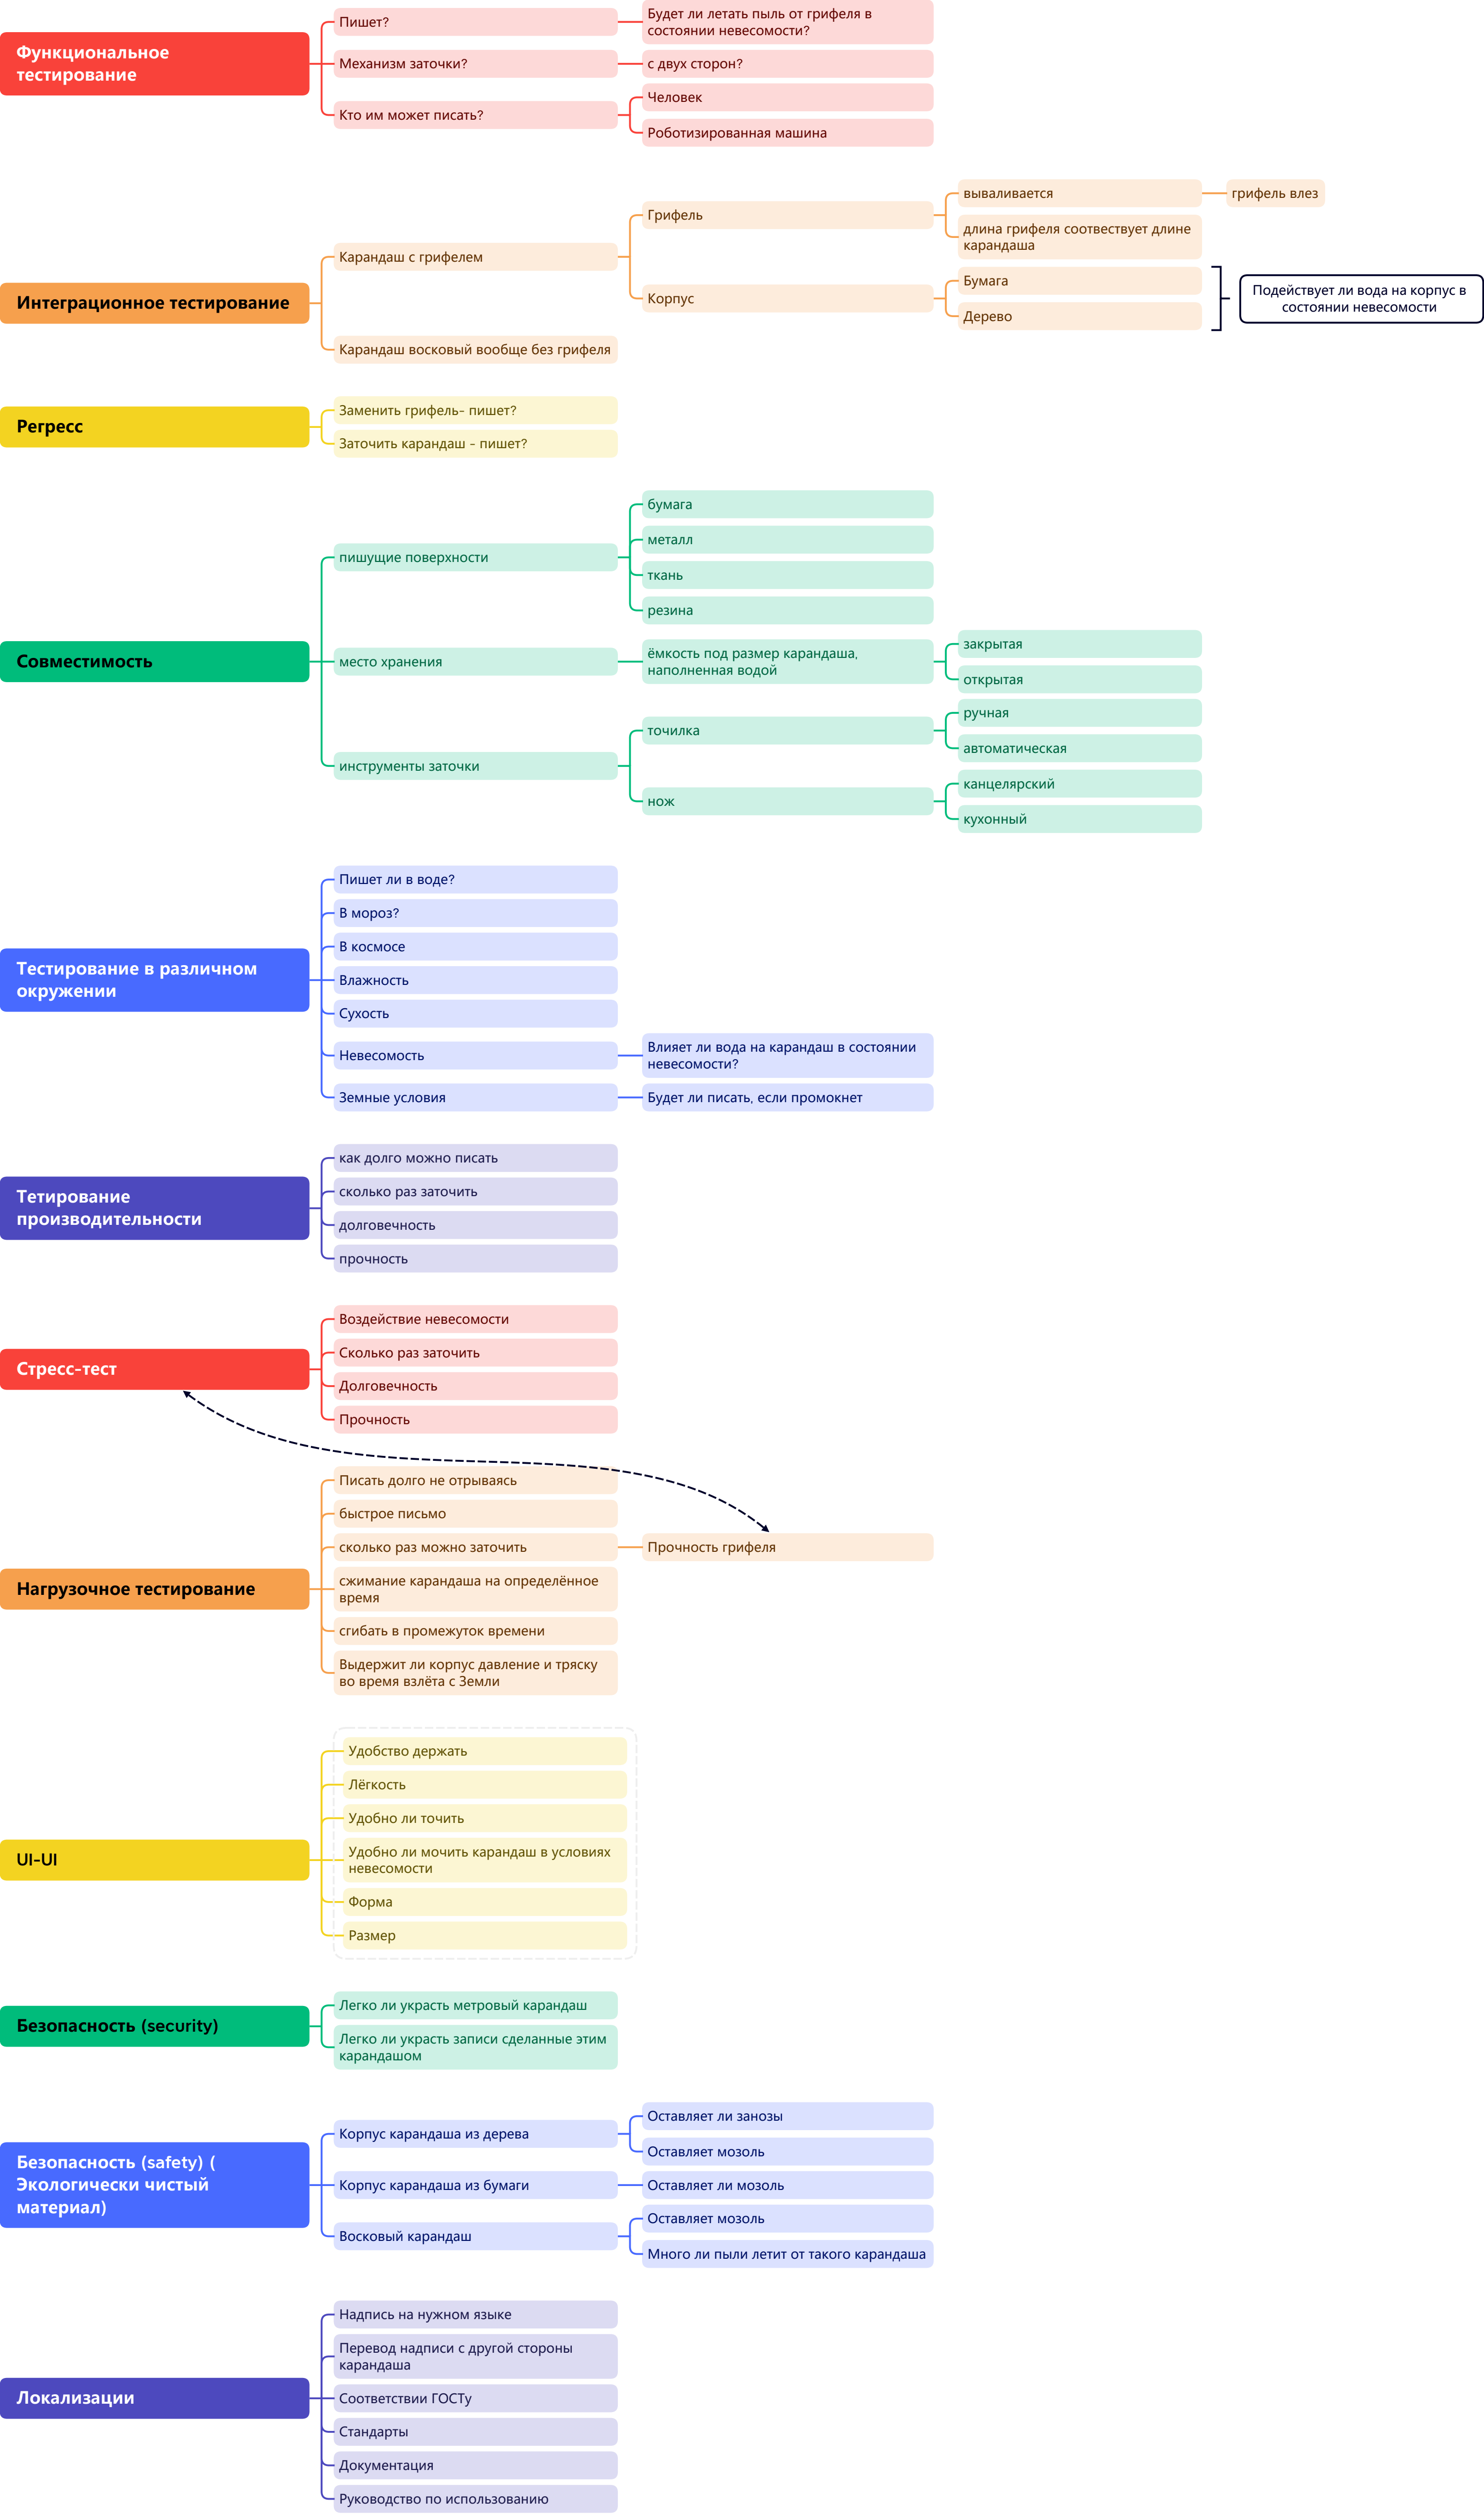 Функциональное
тестирование
Пишет?
Будет ли летать пыль от грифеля в
состоянии невесомости?
Механизм заточки?
с двух сторон?
Кто им может писать?
Человек
Роботизированная машина
Интеграционное тестирование
Карандаш с грифелем
Грифель
вываливается
грифель влез
длина грифеля соотвествует длине
карандаша
Корпус
Бумага
Дерево
Подействует ли вода на корпус в
состоянии невесомости
Карандаш восковый вообще без грифеля
Регресс
Заменить грифель- пишет?
Заточить карандаш - пишет?
Совместимость
пишущие поверхности
бумага
металл
ткань
резина
место хранения
ёмкость под размер карандаша,
наполненная водой
закрытая
открытая
инструменты заточки
точилка
ручная
автоматическая
нож
канцелярский
кухонный
Тестирование в различном
окружении
Пишет ли в воде?
В мороз?
В космосе
Влажность
Сухость
Невесомость
Влияет ли вода на карандаш в состоянии
невесомости?
Земные условия
Будет ли писать, если промокнет
Тетирование
производительности
как долго можно писать
сколько раз заточить
долговечность
прочность
Стресс-тест
Воздействие невесомости
Сколько раз заточить
Долговечность
Прочность
Нагрузочное тестирование
Писать долго не отрываясь
быстрое письмо
сколько раз можно заточить
Прочность грифеля
сжимание карандаша на определённое
время
сгибать в промежуток времени
Выдержит ли корпус давление и тряску
во время взлёта с Земли
UI-UI
Удобство держать
Лёгкость
Удобно ли точить
Удобно ли мочить карандаш в условиях
невесомости
Форма
Размер
Безопасность (security)
Легко ли украсть метровый карандаш
Легко ли украсть записи сделанные этим
карандашом
Безопасность (safety) (
Экологически чистый
материал)
Корпус карандаша из дерева
Оставляет ли занозы
Оставляет мозоль
Корпус карандаша из бумаги
Оставляет ли мозоль
Восковый карандаш
Оставляет мозоль
Много ли пыли летит от такого карандаша
Локализации
Надпись на нужном языке
Перевод надписи с другой стороны
карандаша
Соответствии ГОСТу
Стандарты
Документация
Руководство по использованию